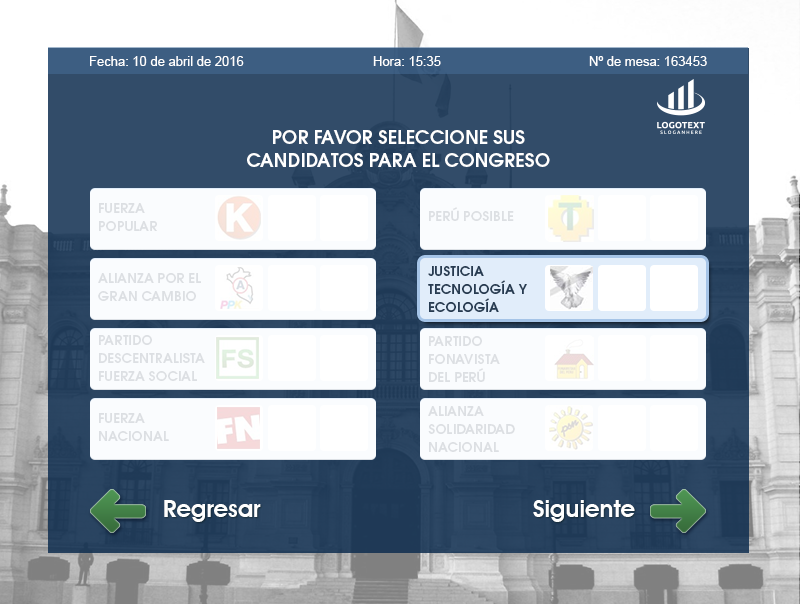 Fecha: 10 de abril de 2016 Hora: 15:35 Nº de mesa: 163453
LOGOTEXT
SLOGANHERE
POR FAVOR SELECCIONE SUS
CANDIDATOS PARA EL CONGRESO
FUERZA
POPULAR
K
PERÚ POSIBLE
T
ALIANZA POR EL
GRAN CAMBIO
A
PPK
JUSTICIA
TECNOLOGÍA Y
ECOLOGÍA
PARTIDO
DESCENTRALISTA
FUERZA SOCIAL
FS
PARTIDO
FONAVISTA
DEL PERÚ
FUERZA
NACIONAL
FN
ALIANZA
SOLIDARIDAD
NACIONAL
PSN
Regresar
Siguiente